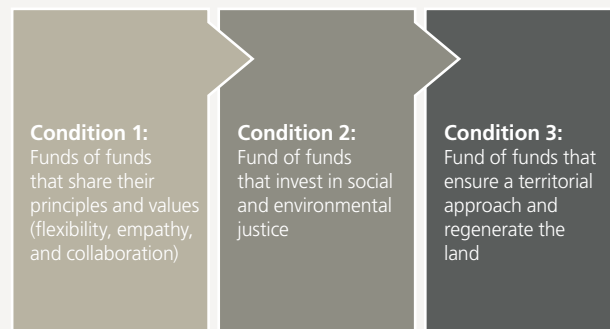 Condition 1:
Funds of funds
that share their
principles and values
(flexibility, empathy,
and collaboration)
Condition 2:
Fund of funds
that invest in social
and environmental
justice
Condition 3:
Fund of funds that
ensure a territorial
approach and
regenerate the
land